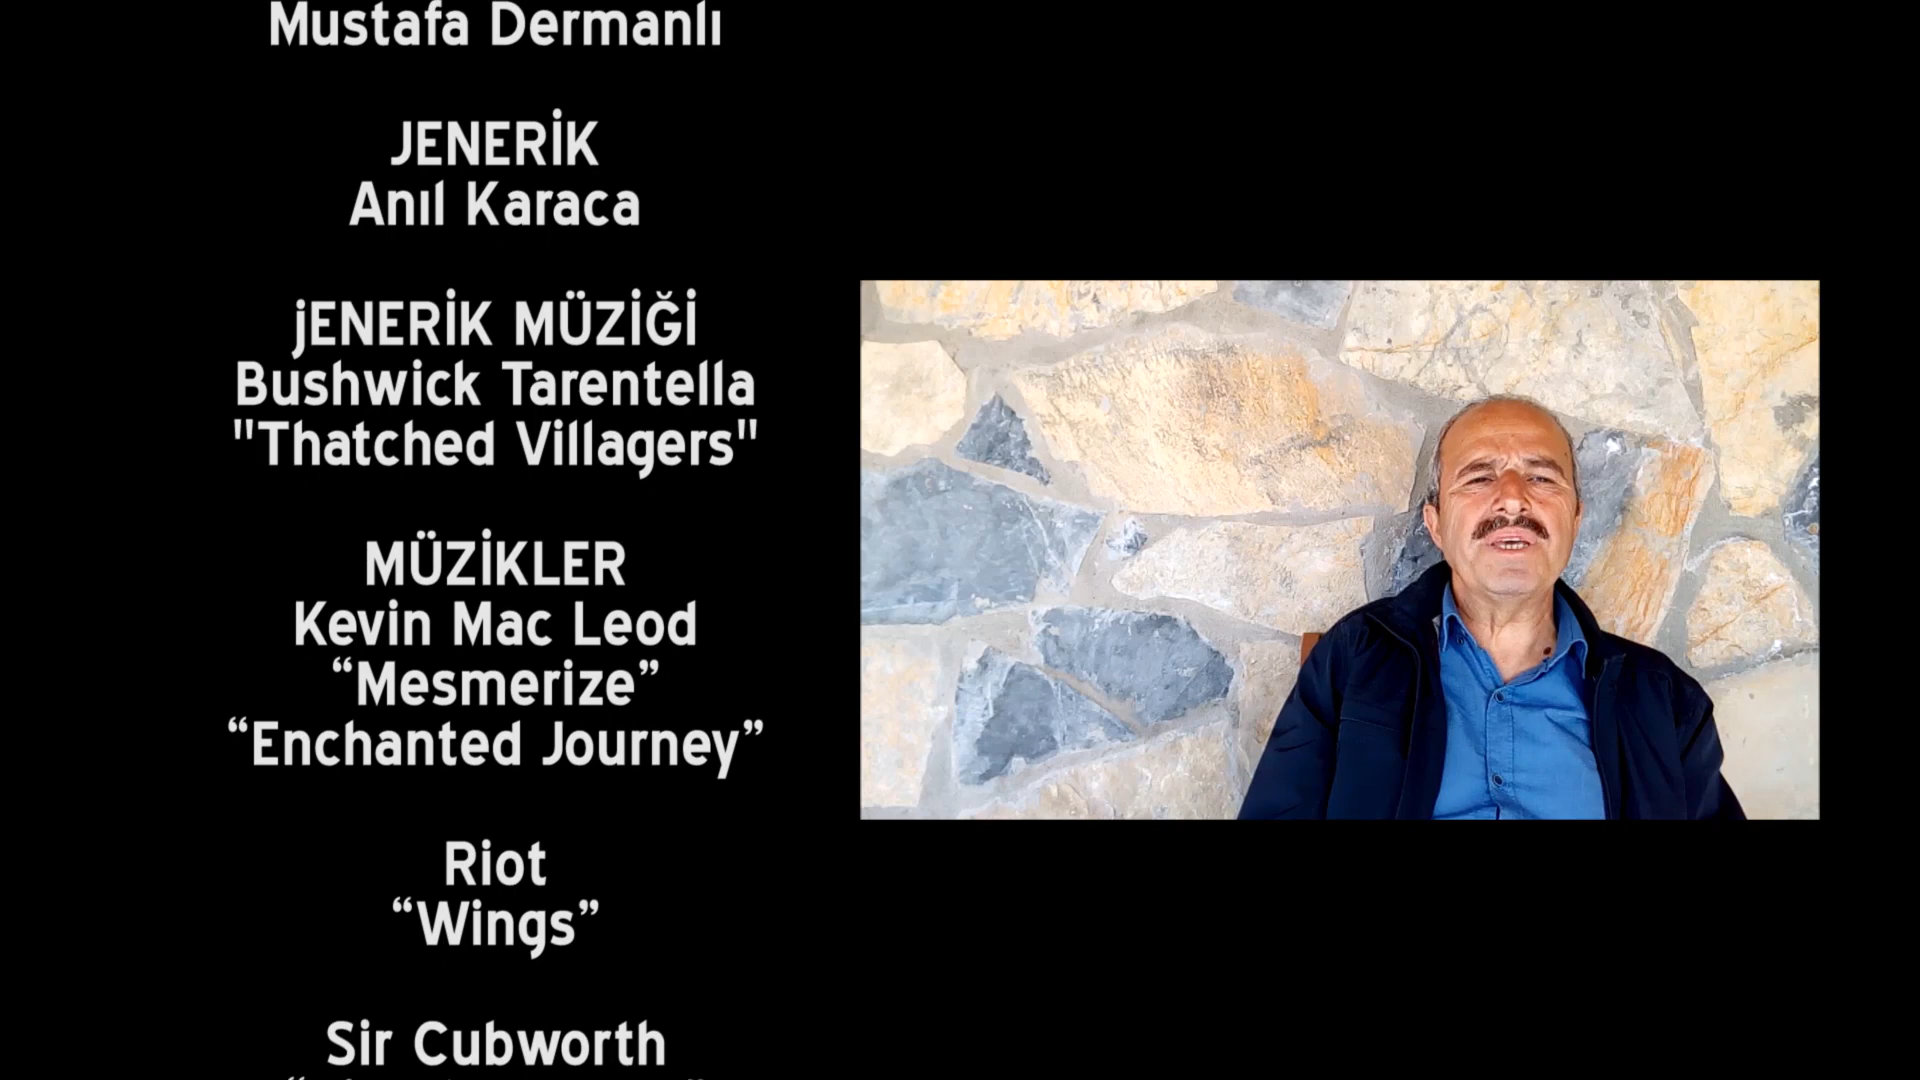 Mustafa Dermanlı
JENERİK
Anıl Karaca
jENERİK MÜZİĞİ
Bushwick Tarentella
"Thatched Villagers"
MÜZİKLER
Kevin Mac Leod
“Mesmerize”
“Enchanted Journey”
Riot
“Wings”
Sir Cubworth